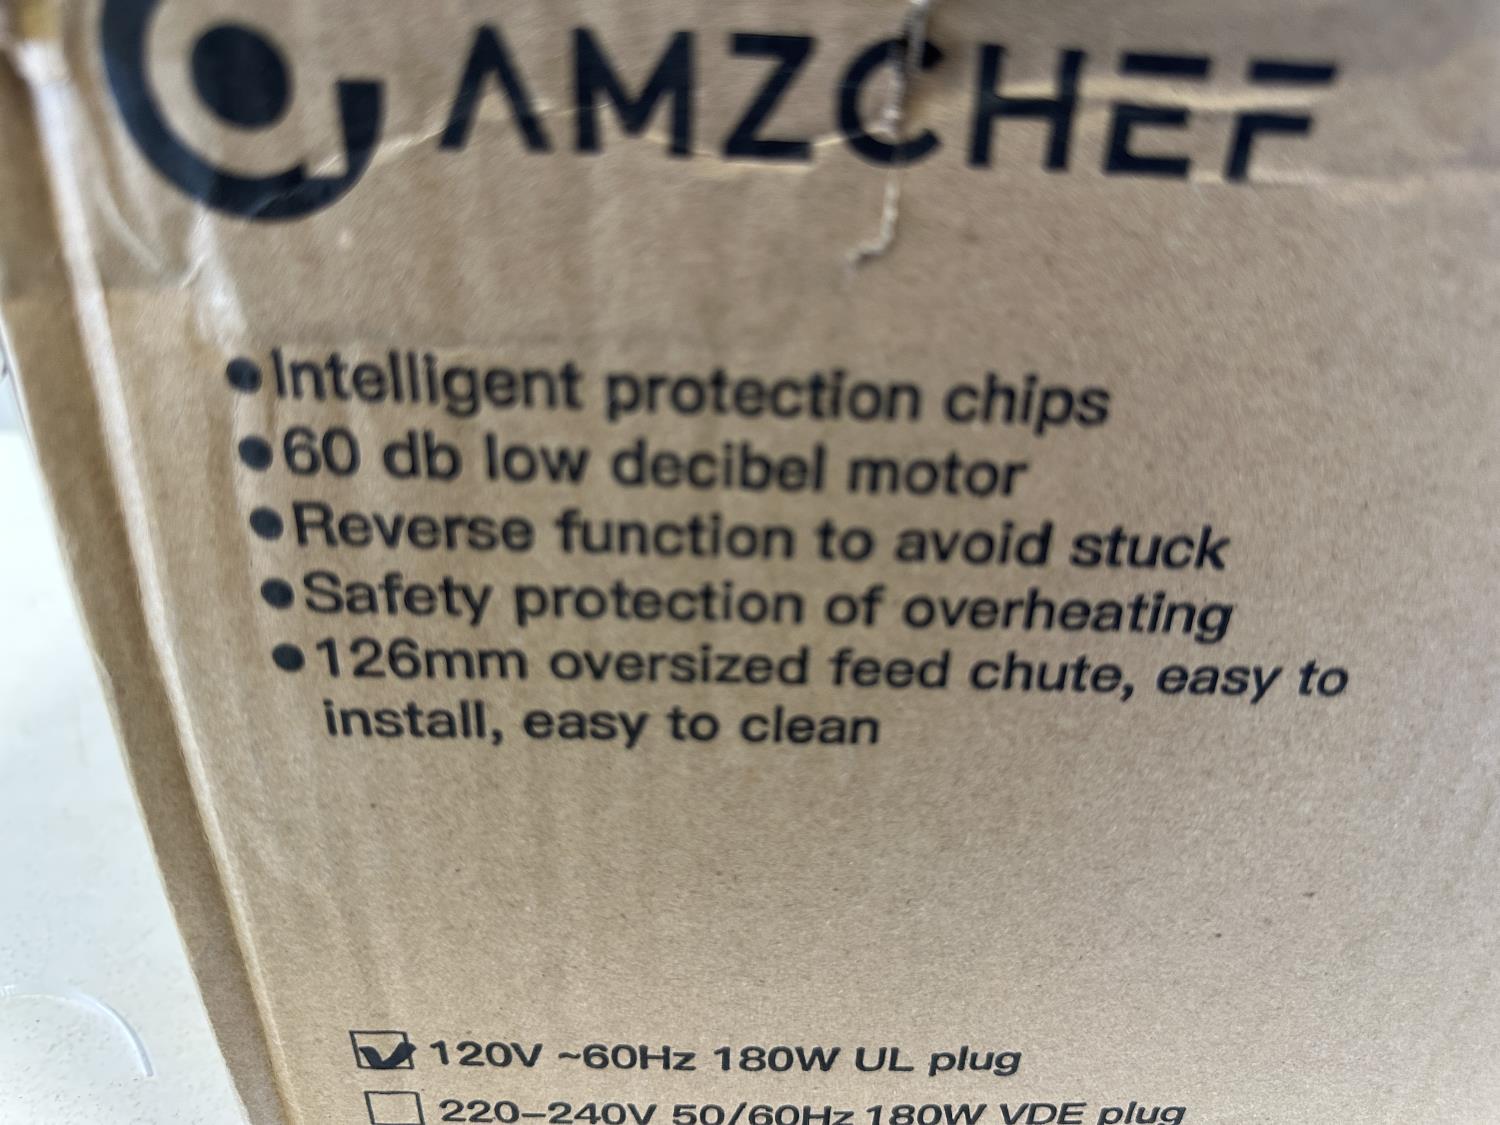 AMZCHEF
●Intelligent protection chips
●60 db low decibel motor
●Reverse function to avoid stuck
●Safety protection of overheating
●126mm oversized feed chute, easy to
install, easy to clean
☑ 120V ~60Hz 180W UL plug
☐ 220–240V 50/60Hz 180W VDE plug